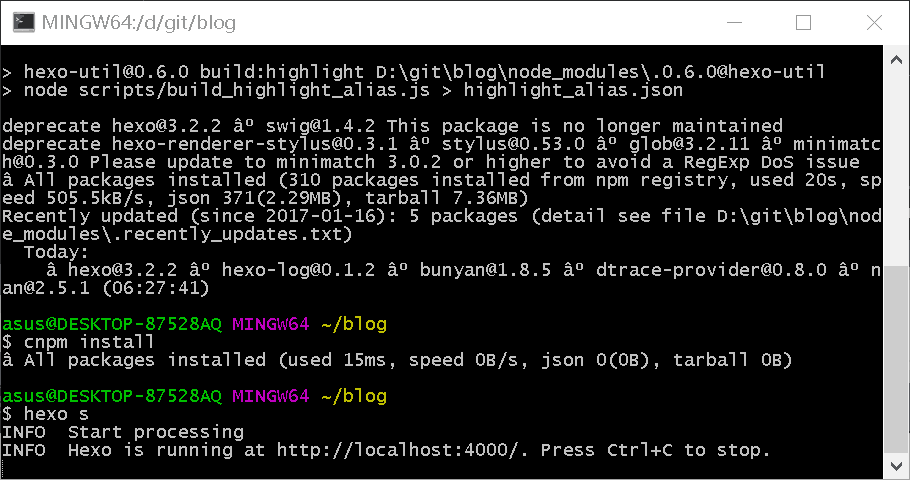 MINGW64:/d/git/blog
> hexo-util@0.6.0 build:highlight D:\git\blog\node_modules\.0.6.0@hexo-util
> node scripts/build_highlight_alias.js > highlight_alias.json
deprecate hexo@3.2.2 âº swig@1.4.2 This package is no longer maintained
deprecate hexo-renderer-stylus@0.3.1 âº stylus@0.53.0 âº glob@3.2.11 âº minimatc
h@0.3.0 Please update to minimatch 3.0.2 or higher to avoid a RegExp DoS issue
â All packages installed (310 packages installed from npm registry, used 20s, sp
eed 505.5kB/s, json 371(2.29MB), tarball 7.36MB)
Recently updated (since 2017-01-16): 5 packages (detail see file D:\git\blog\nod
e_modules\.recently_updates.txt)
Today:
â hexo@3.2.2 âº hexo-log@0.1.2 âº bunyan@1.8.5 âº dtrace-provider@0.8.0 âº n
an@2.5.1 (06:27:41)
asus@DESKTOP-87528AQ MINGW64 ~/blog
$ cnpm install
â All packages installed (used 15ms, speed 0B/s, json 0(0B), tarball 0B)
asus@DESKTOP-87528AQ MINGW64 ~/blog
$ hexo s
INFO  Start processing
INFO  Hexo is running at http://localhost:4000/. Press Ctrl+C to stop.